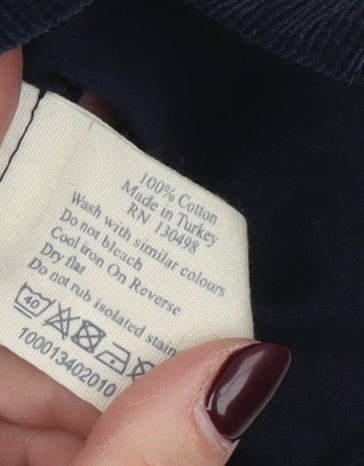 100% Cotton
Made in Turkey
RN 130498
Wash with similar colours
Do not bleach
Cool iron On Reverse
Dry flat
Do not rub isolated stain
40
100013402010